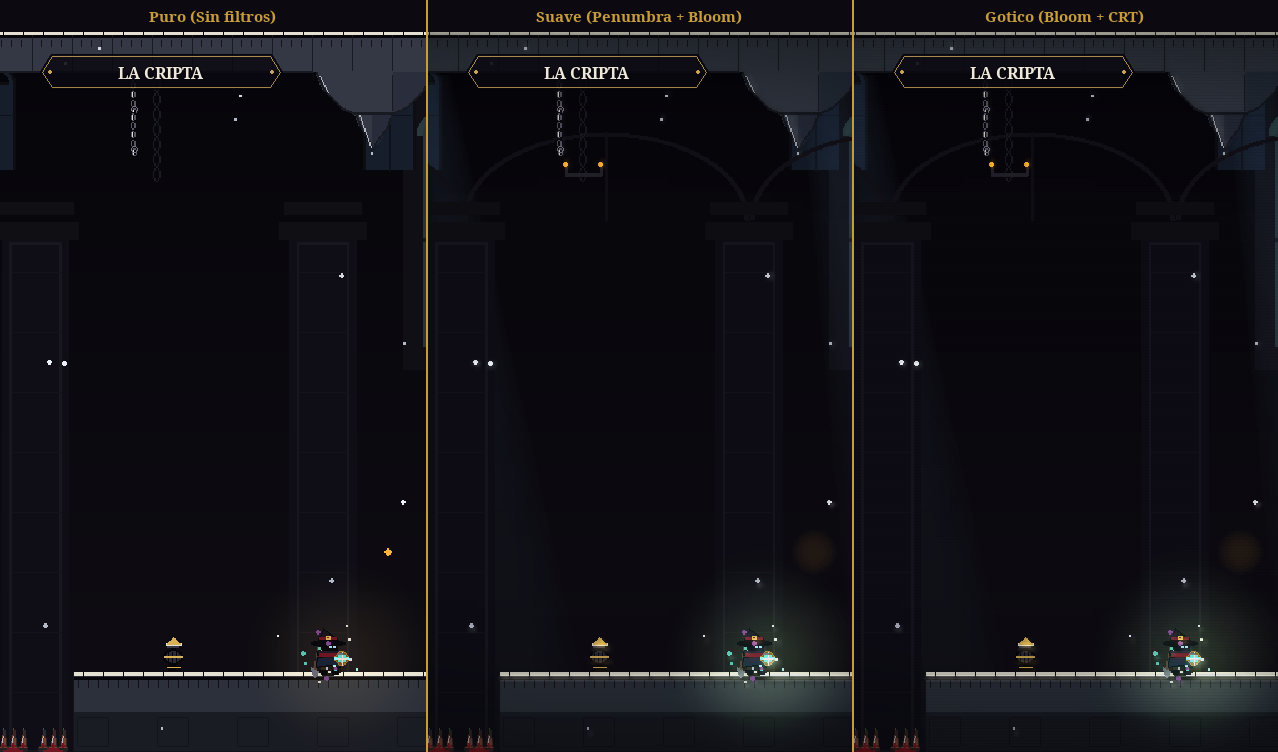 Puro (Sin filtros)
Suave (Penumbra + Bloom)
Gotico (Bloom + CRT)
LA CRIPTA
LA CRIPTA
LA CRIPTA